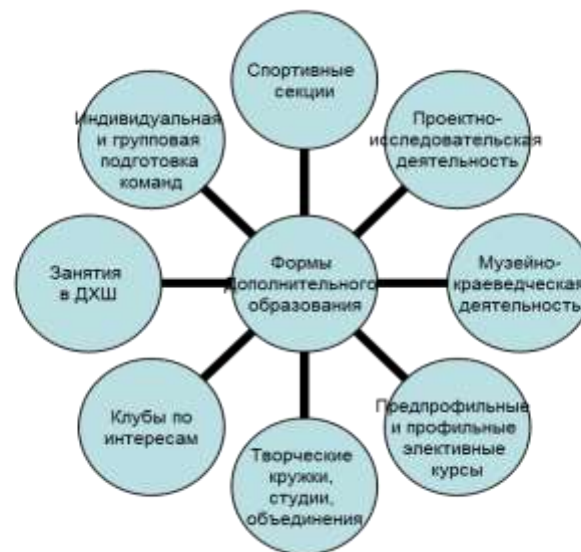 Спортивные
секции
Проектно-
исследовательская
деятельность
Музейно-
краеведческая
деятельность
Предпрофильные
и профильные
элективные
курсы
Творческие
кружки,
студии,
объединения
Клубы по
интересам
Занятия
в ДХШ
Индивидуальная
и групповая
подготовка
команд
Формы
Дополнительного
образования